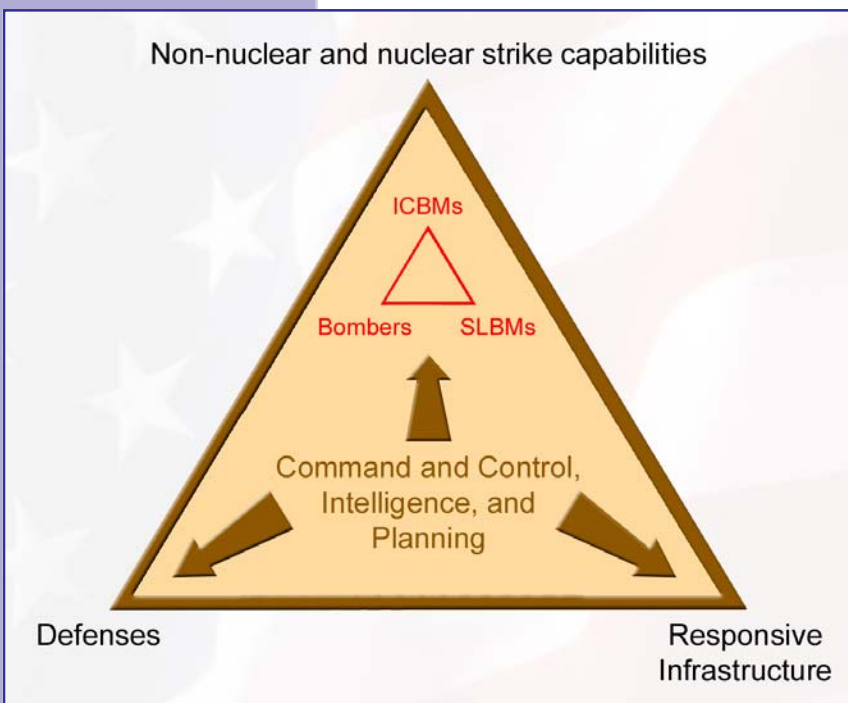 Non-nuclear and nuclear strike capabilities
ICBMs
Bombers SLBMs
Command and Control,
Intelligence, and
Planning
Defenses
Responsive
Infrastructure